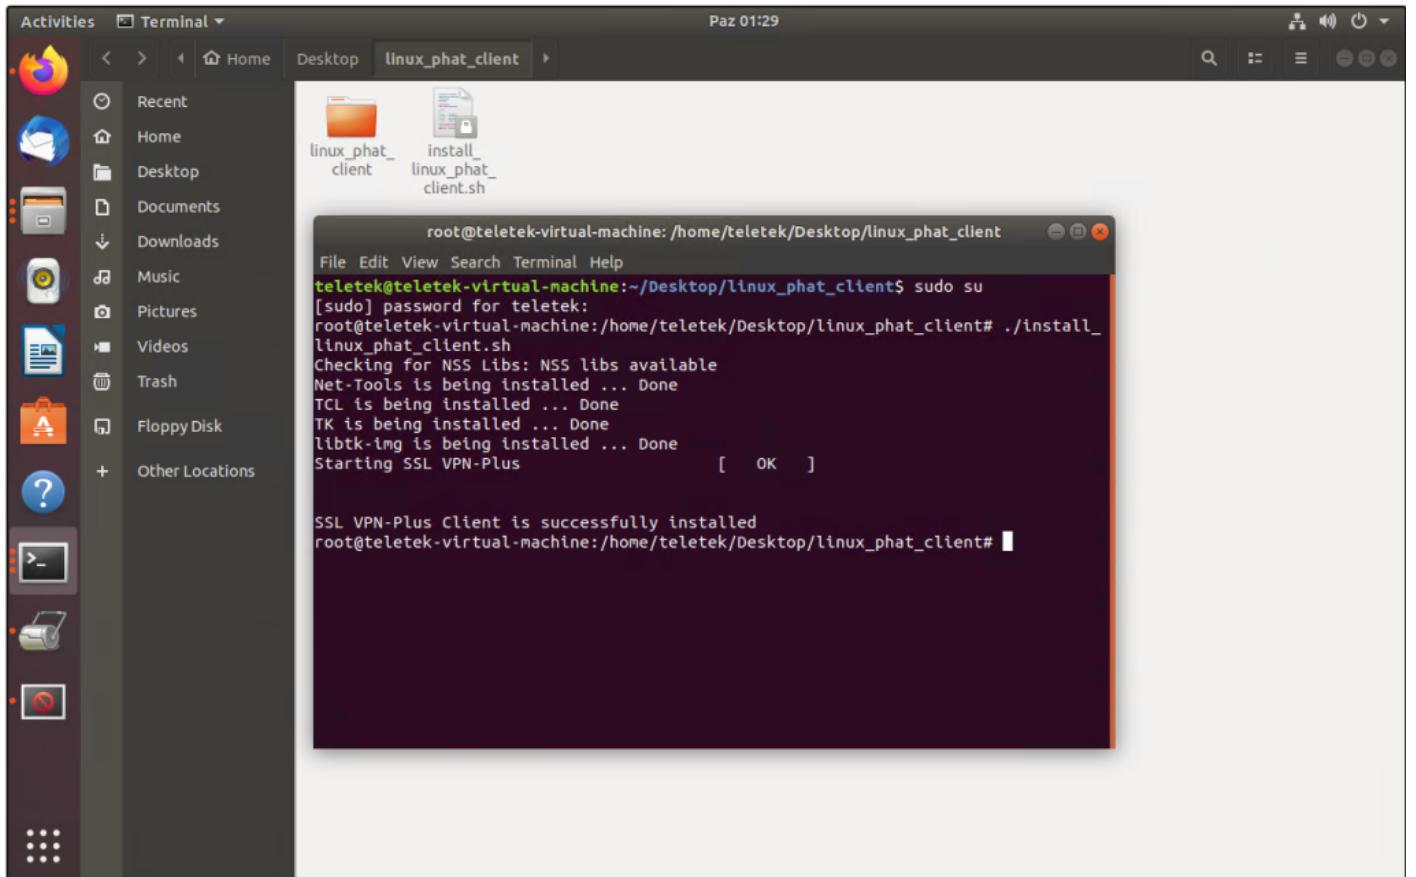 Activities
Terminal
Paz 01:29
Home
Desktop
linux_phat_client
Recent
Home
Desktop
Documents
Downloads
Music
Pictures
Videos
Trash
Floppy Disk
+ Other Locations
linux_phat_
client
install_
linux_phat_
client.sh
root@teletek-virtual-machine: /home/teletek/Desktop/linux_phat_client
File Edit View Search Terminal Help
teletek@teletek-virtual-machine:~/Desktop/linux_phat_client$ sudo su
[sudo] password for teletek:
root@teletek-virtual-machine:/home/teletek/Desktop/linux_phat_client# ./install_
linux_phat_client.sh
Checking for NSS Libs: NSS libs available
Net-Tools is being installed ... Done
TCL is being installed ... Done
TK is being installed ... Done
libtk-img is being installed ... Done
Starting SSL VPN-Plus [ OK ]
SSL VPN-Plus Client is successfully installed
root@teletek-virtual-machine:/home/teletek/Desktop/linux_phat_client#